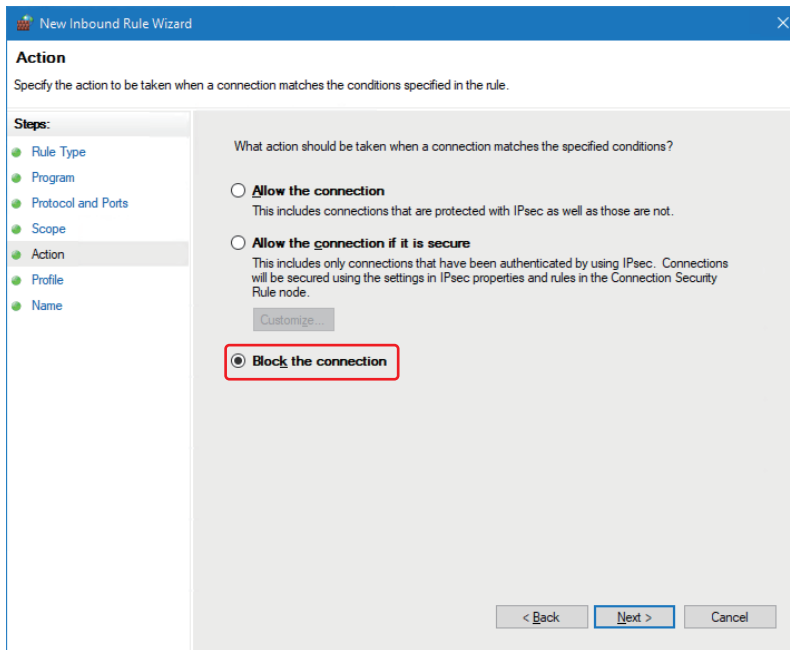 New Inbound Rule Wizard
Action
Specify the action to be taken when a connection matches the conditions specified in the rule.
Steps:
Rule Type
Program
Protocol and Ports
Scope
Action
Profile
Name
What action should be taken when a connection matches the specified conditions?
Allow the connection
This includes connections that are protected with IPsec as well as those are not.
Allow the connection if it is secure
This includes only connections that have been authenticated by using IPsec. Connections
will be secured using the settings in IPsec properties and rules in the Connection Security
Rule node.
Customize...
Block the connection
< Back
Next >
Cancel